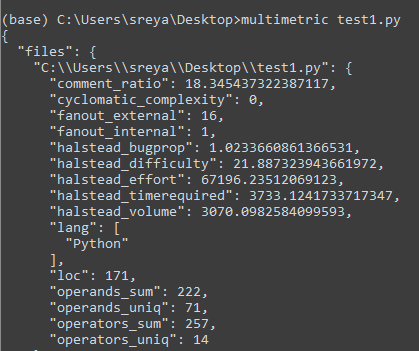 (base) C:\Users\sreya\Desktop>multimetric test1.py
{
  "files": {
    "C:\\Users\\sreya\\Desktop\\test1.py": {
      "comment_ratio": 18.345437322387117,
      "cyclomatic_complexity": 0,
      "fanout_external": 16,
      "fanout_internal": 1,
      "halstead_bugprop": 1.0233660861366531,
      "halstead_difficulty": 21.887323943661972,
      "halstead_effort": 67196.23512069123,
      "halstead_timerequired": 3733.1241733717347,
      "halstead_volume": 3070.0982584099593,
      "lang": [
        "Python"
      ],
      "loc": 171,
      "operands_sum": 222,
      "operands_uniq": 71,
      "operators_sum": 257,
      "operators_uniq": 14